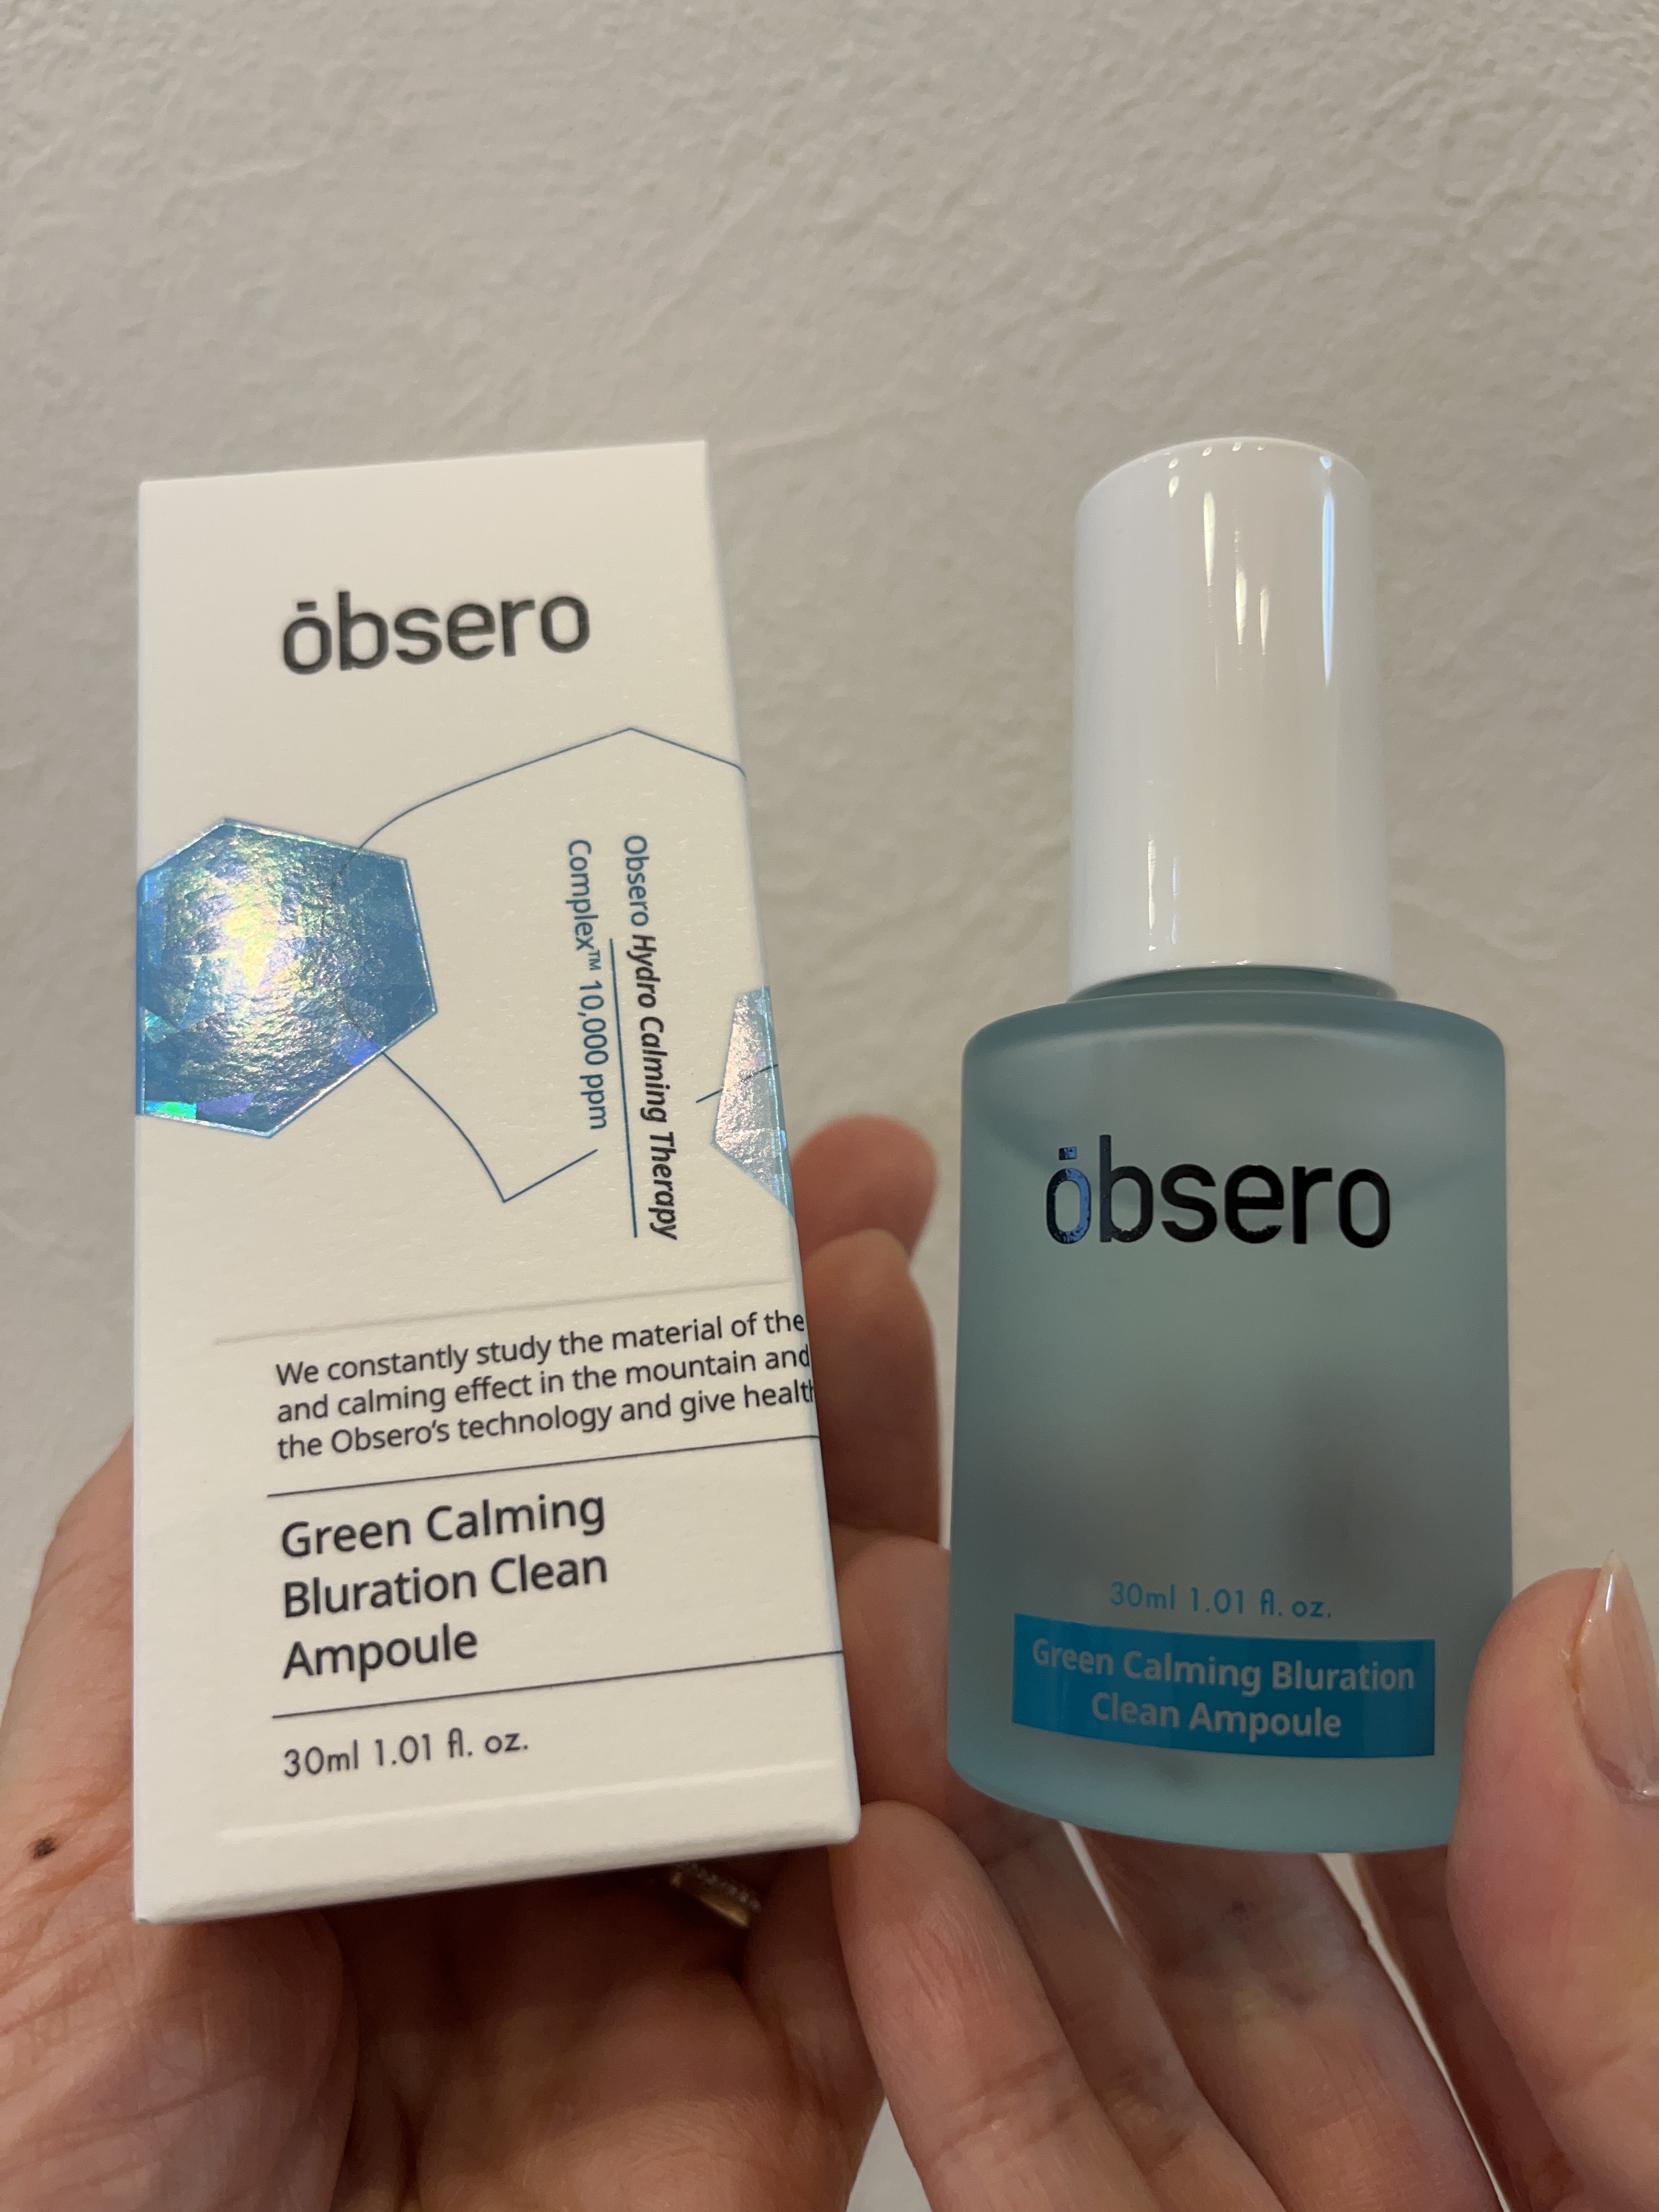 ōbsero
Obsero Hydro Calming Therapy
Complex™ 10,000 ppm
We constantly study the material of the
and calming effect in the mountain and
the Obsero's technology and give
Green Calming
Bluration Clean
Ampoule
30ml 1.01 fl. oz.
ōbsero
30ml 1.01 fl. oz.
Green Calming Bluration
Clean Ampoule